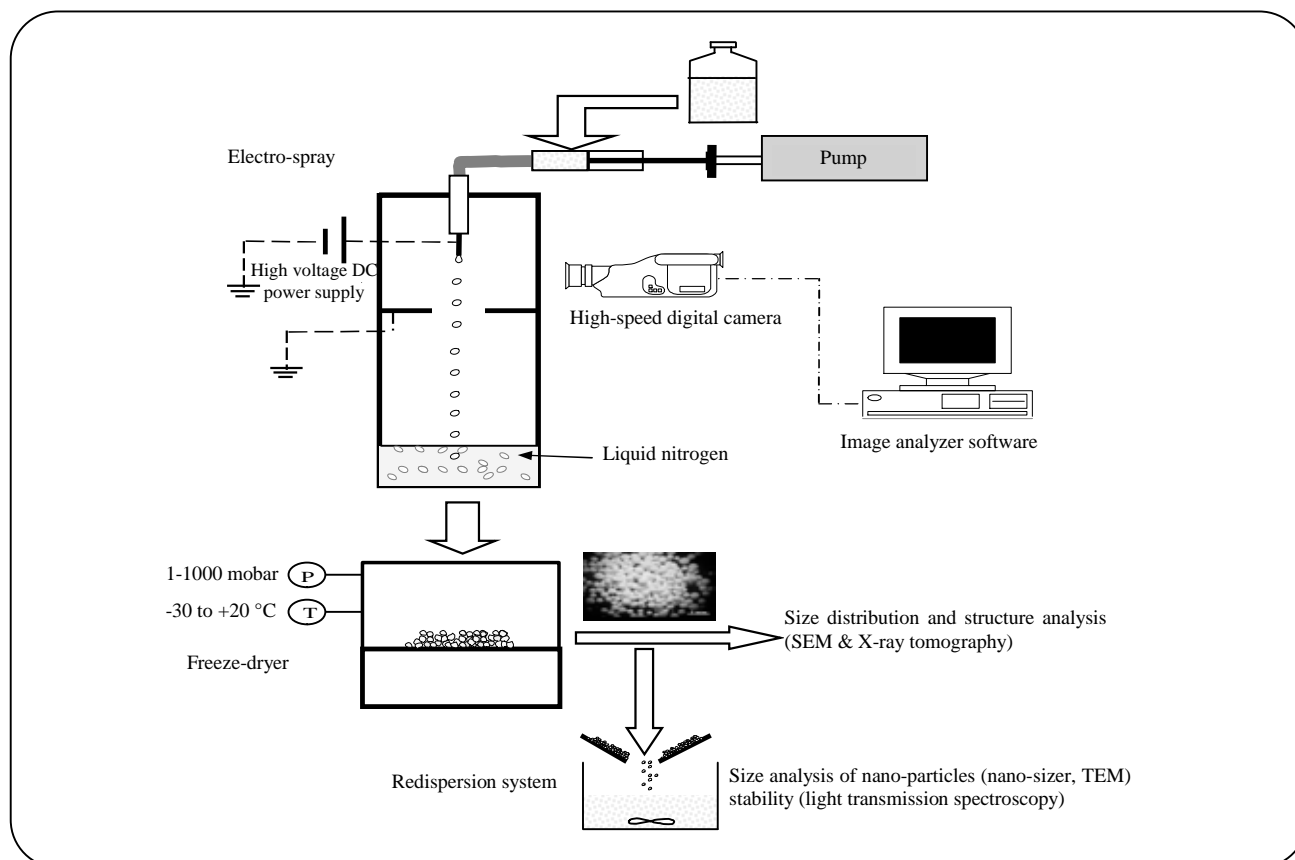 Electro-spray
Pump
High voltage DC
power supply
High-speed digital camera
Image analyzer software
Liquid nitrogen
1-1000 mobar
P
-30 to +20 °C
T
Freeze-dryer
Size distribution and structure analysis
(SEM & X-ray tomography)
Redispersion system
Size analysis of nano-particles (nano-sizer, TEM)
stability (light transmission spectroscopy)